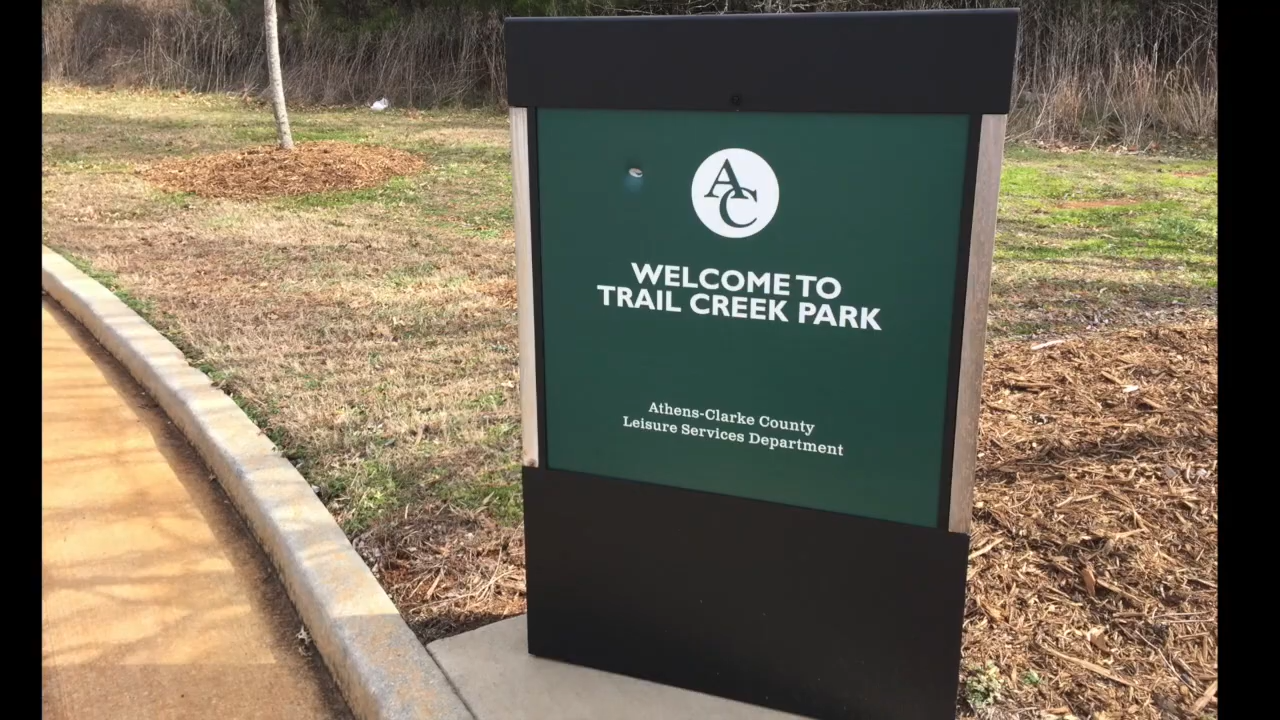 AC
WELCOME TO
TRAIL CREEK PARK
Athens-Clarke County
Leisure Services Department